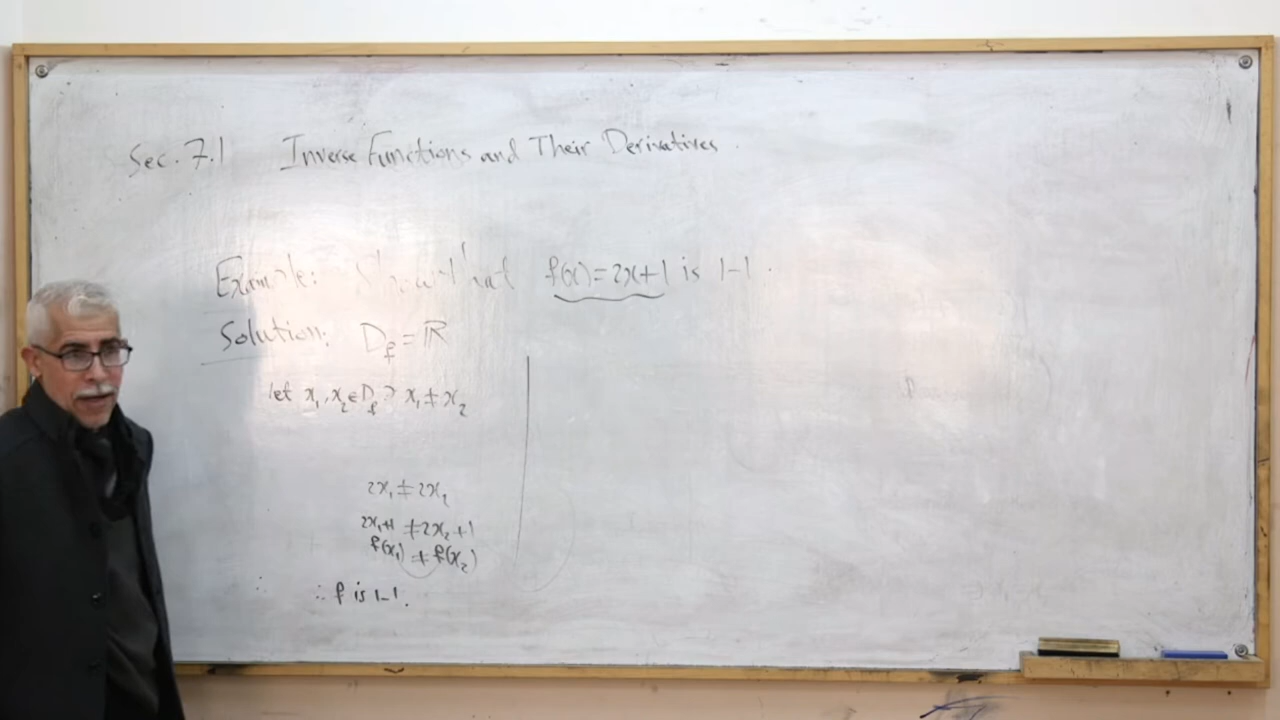 Sec. 7.1 Inverse Functions and Their Derivatives.
Example: Show that f(x)=2x+1 is 1-1.
Solution: D_f = ℝ
let x₁, x₂ ∈ D_f ∋ x₁ ≠ x₂
2x₁ ≠ 2x₂
2x₁+1 ≠ 2x₂+1
f(x₁) ≠ f(x₂)
∴ f is 1-1.